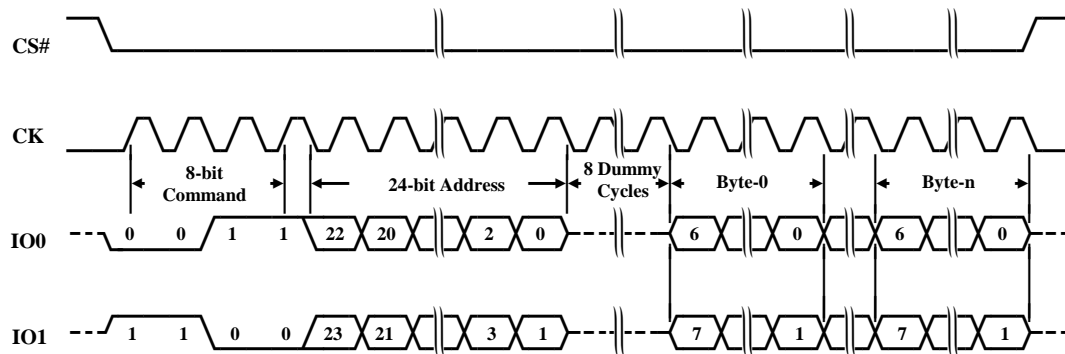 CS#
CK
8-bit
Command
24-bit Address
8 Dummy
Cycles
Byte-0
Byte-n
IO0
0 0 1 1 22 20 2 0 6 0 6 0
IO1
1 1 0 0 23 21 3 1 7 1 7 1